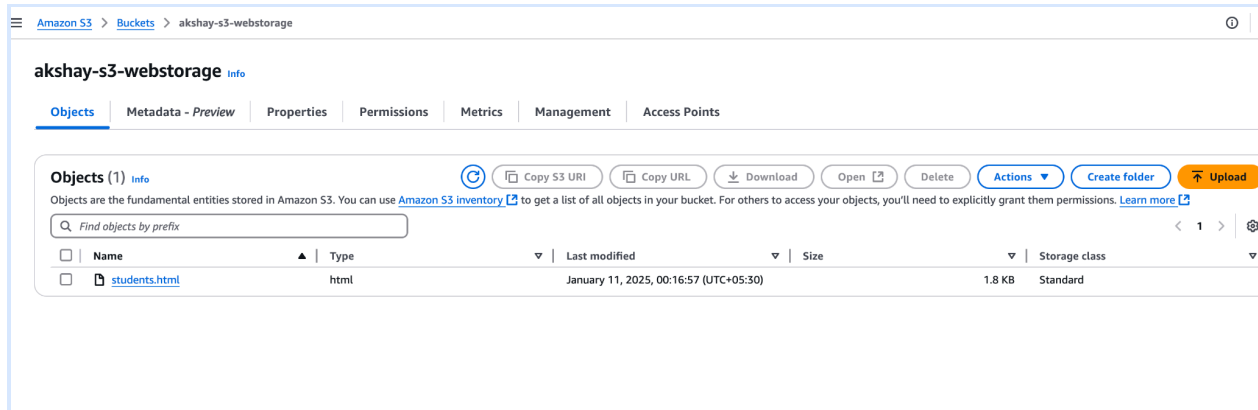 Amazon S3 > Buckets > akshay-s3-webstorage
akshay-s3-webstorage Info
Objects Metadata - Preview Properties Permissions Metrics Management Access Points
Objects (1) Info Copy S3 URI Copy URL Download Open Delete Actions Create folder Upload
Objects are the fundamental entities stored in Amazon S3. You can use Amazon S3 inventory to get a list of all objects in your bucket. For others to access your objects, you'll need to explicitly grant them permissions. Learn more
Find objects by prefix < 1 >
Name Type Last modified Size Storage class
students.html html January 11, 2025, 00:16:57 (UTC+05:30) 1.8 KB Standard